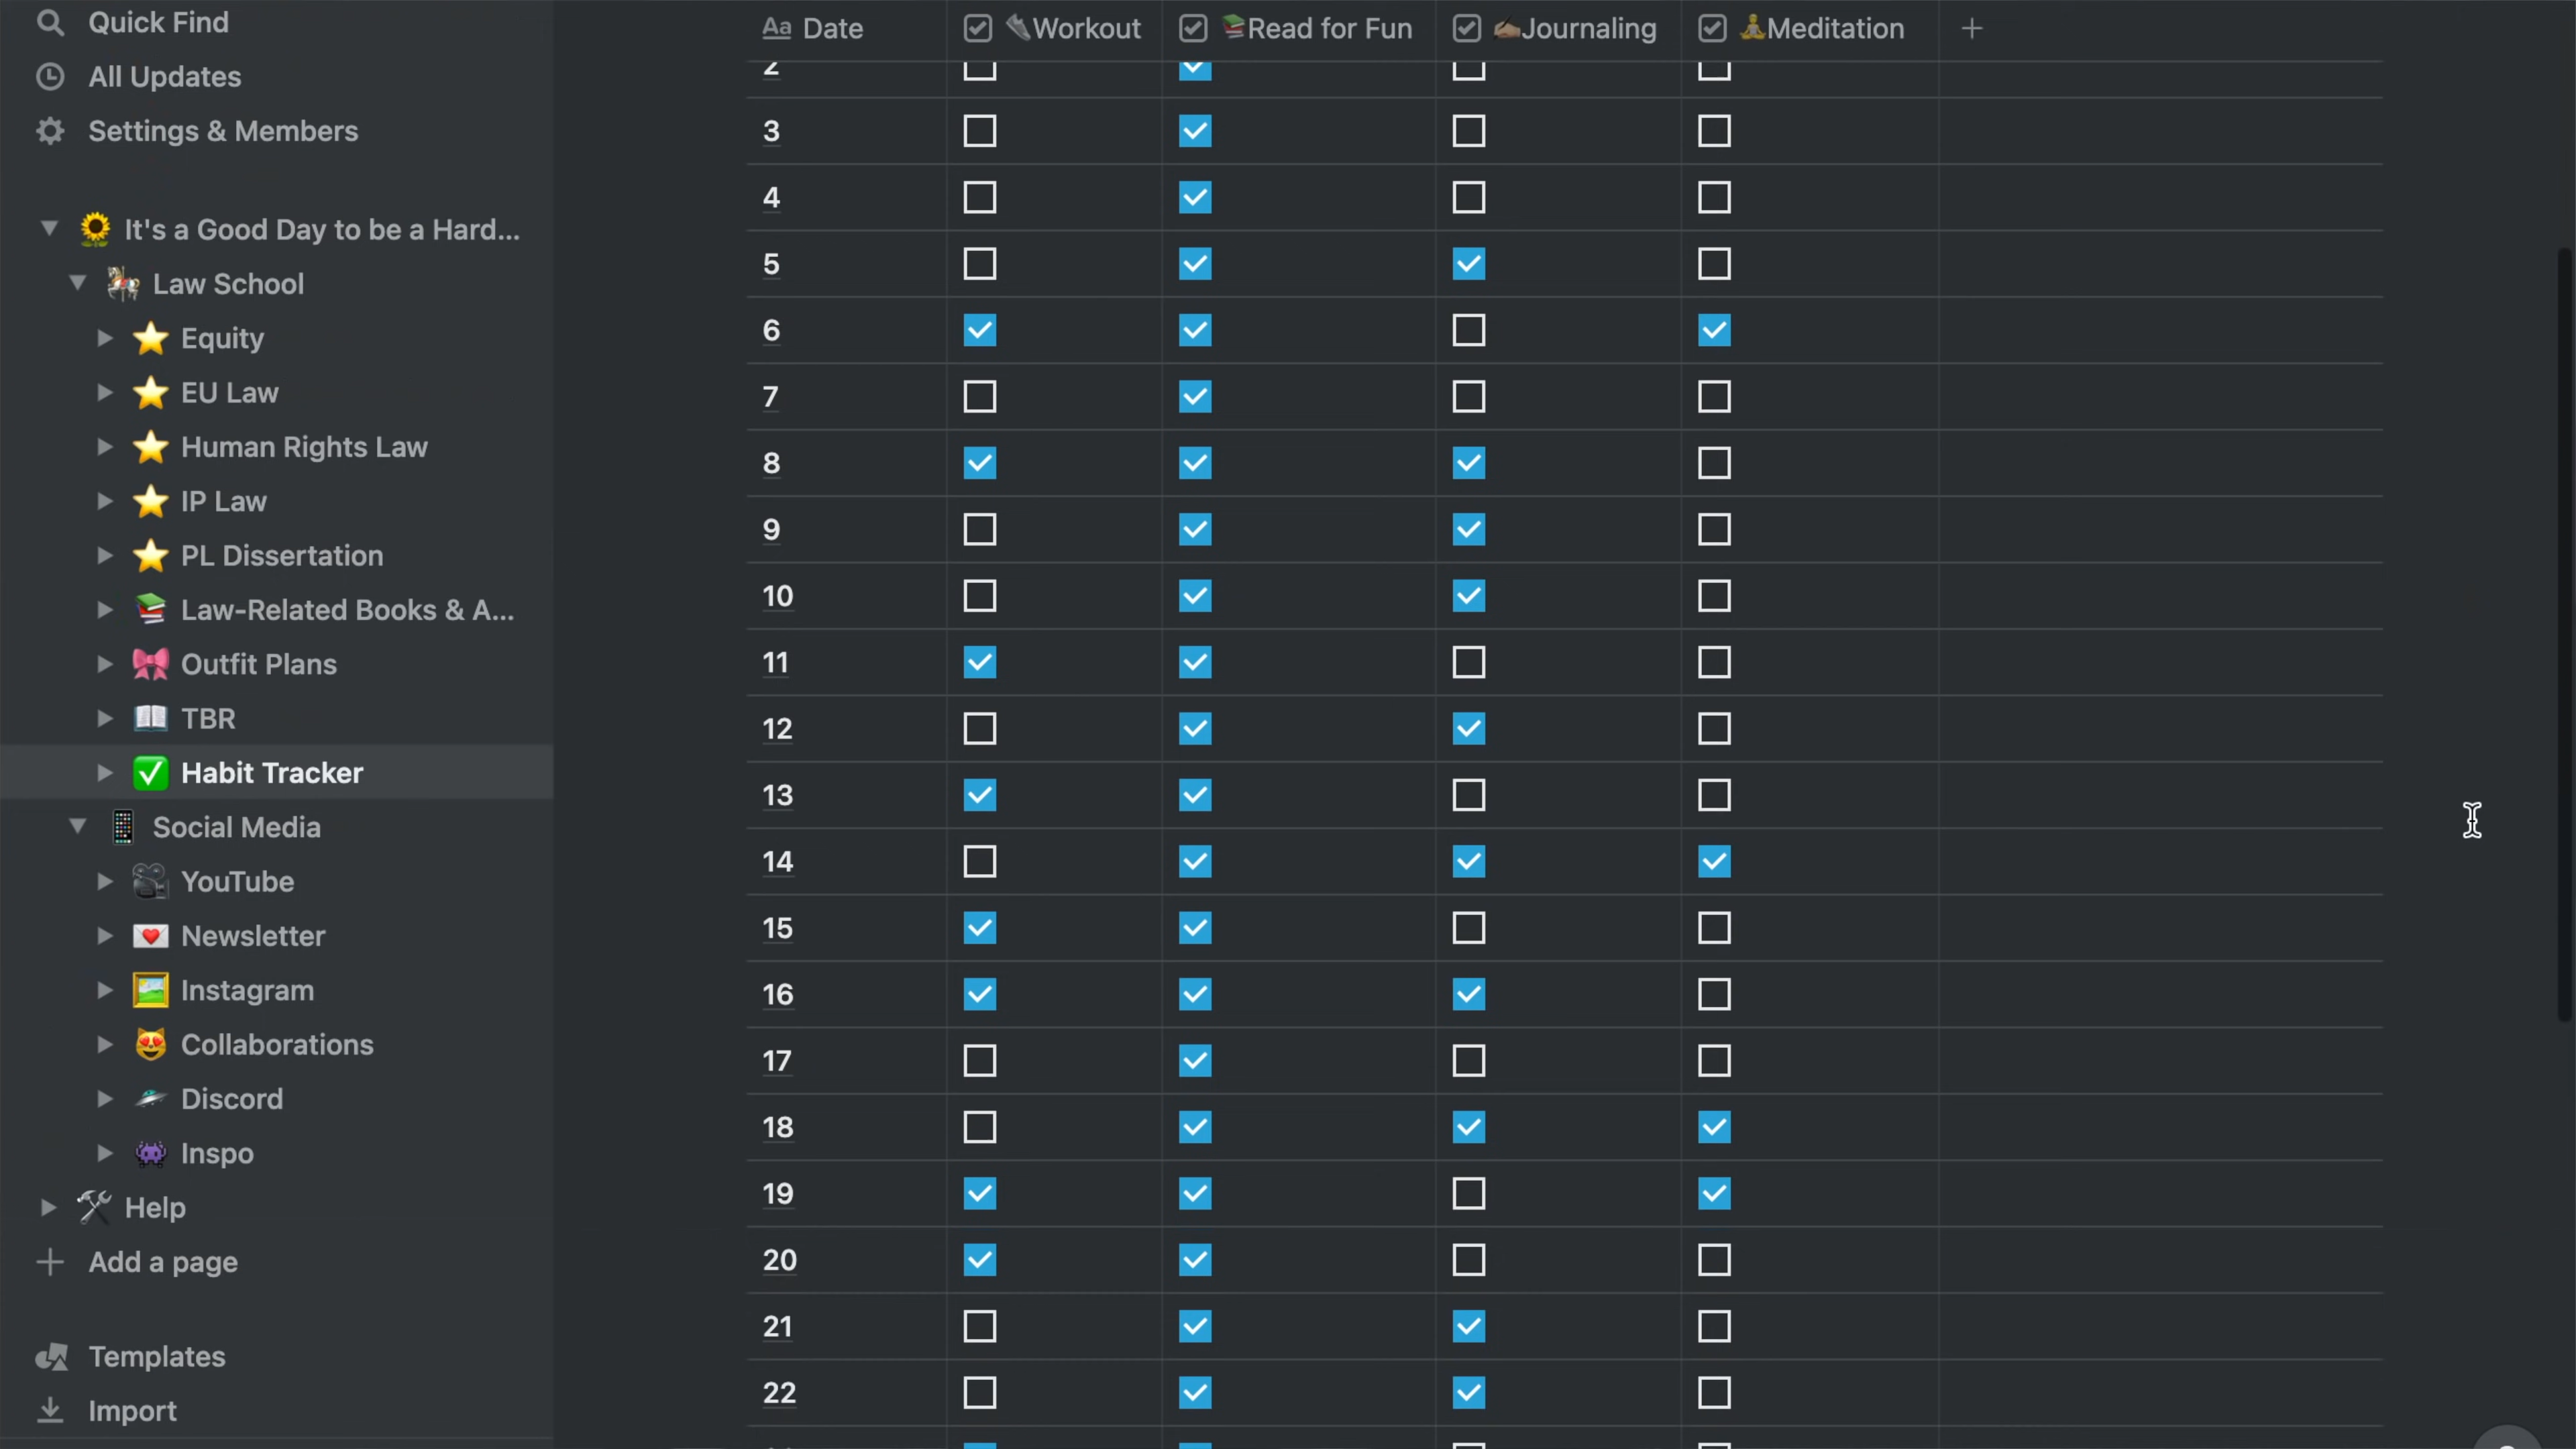 Quick Find
All Updates
Settings & Members
It's a Good Day to be a Hard...
Law School
Equity
EU Law
Human Rights Law
IP Law
PL Dissertation
Law-Related Books & A...
Outfit Plans
TBR
Habit Tracker
Social Media
YouTube
Newsletter
Instagram
Collaborations
Discord
Inspo
Help
Add a page
Templates
Import
Aa Date Workout Read for Fun Journaling Meditation
2
3
4
5
6
7
8
9
10
11
12
13
14
15
16
17
18
19
20
21
22